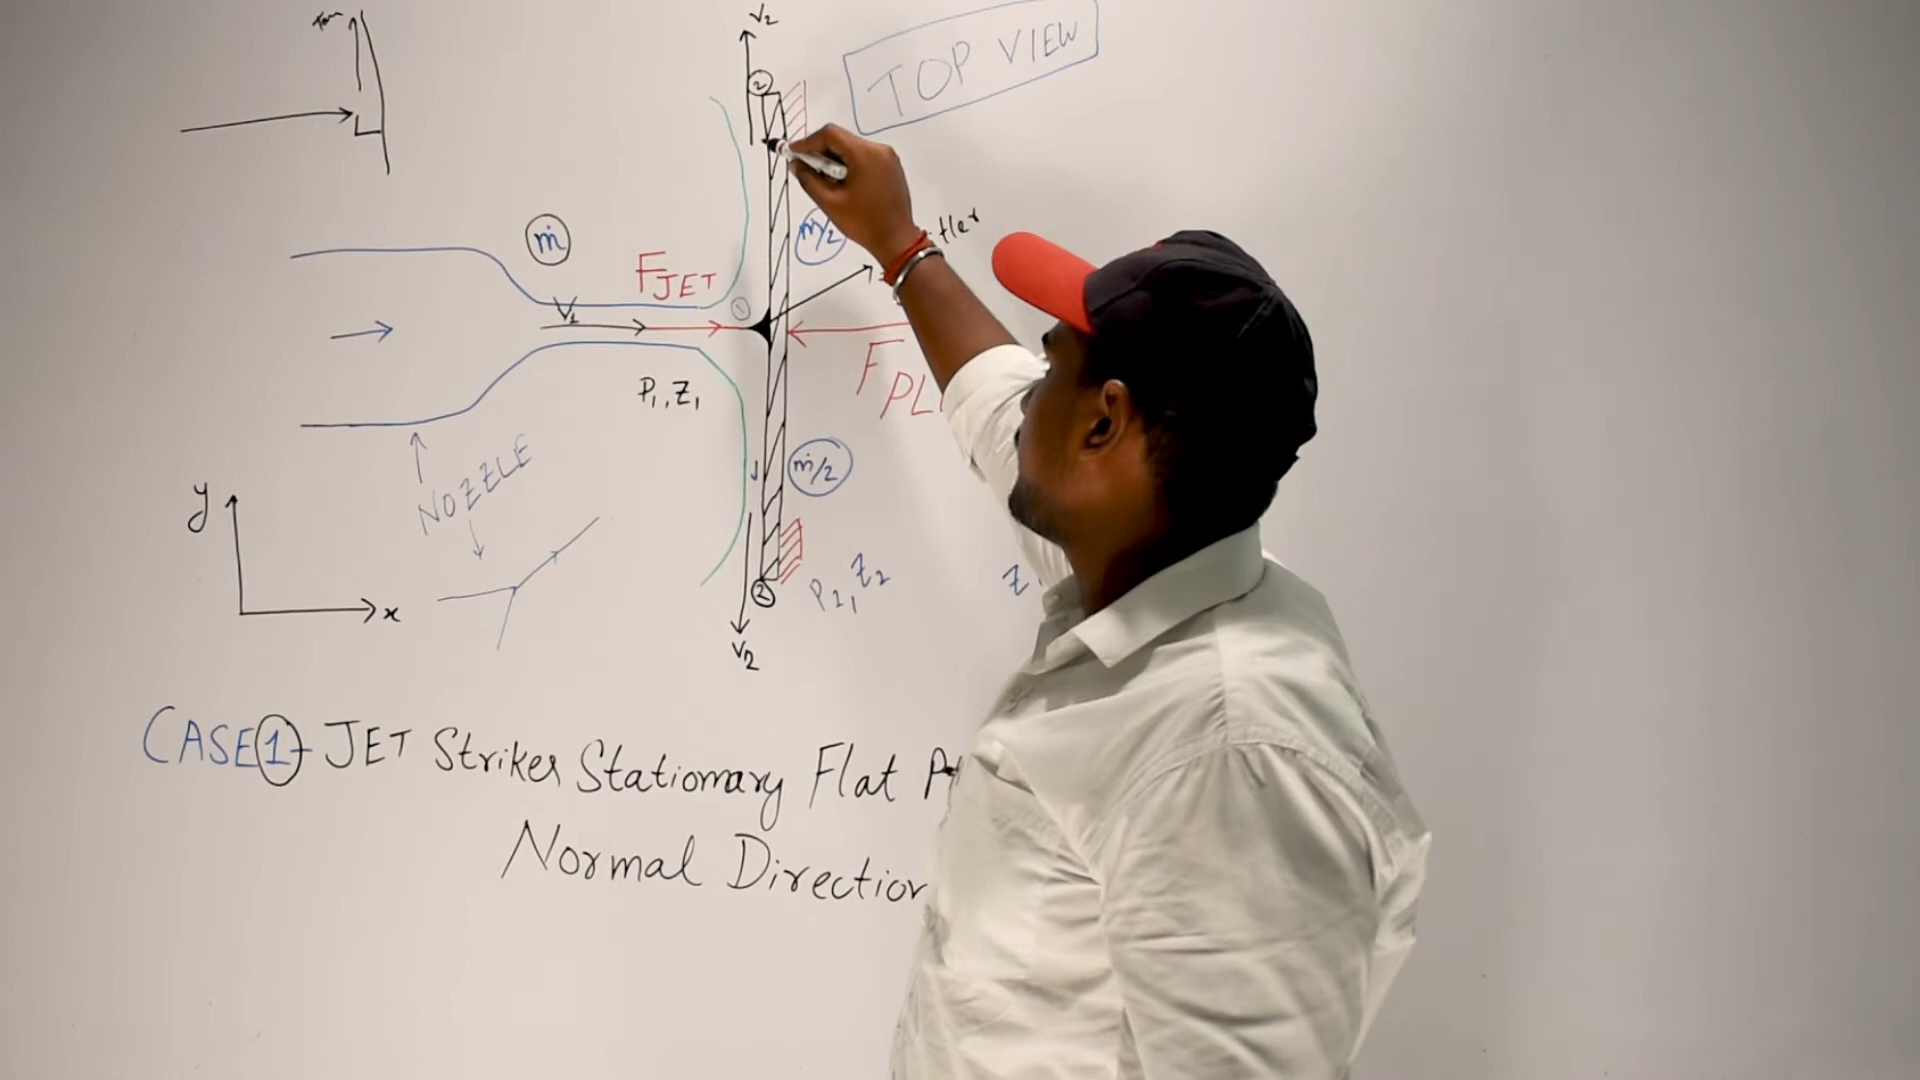 V2
TOP VIEW
2
ṁ
ṁ/2
FJET
1
V1
F
PL
P1, Z1
ṁ/2
NOZZLE
y
x
P2, Z2
Z
2
V2
CASE 1 - JET Strikes Stationary Flat
Normal Direction